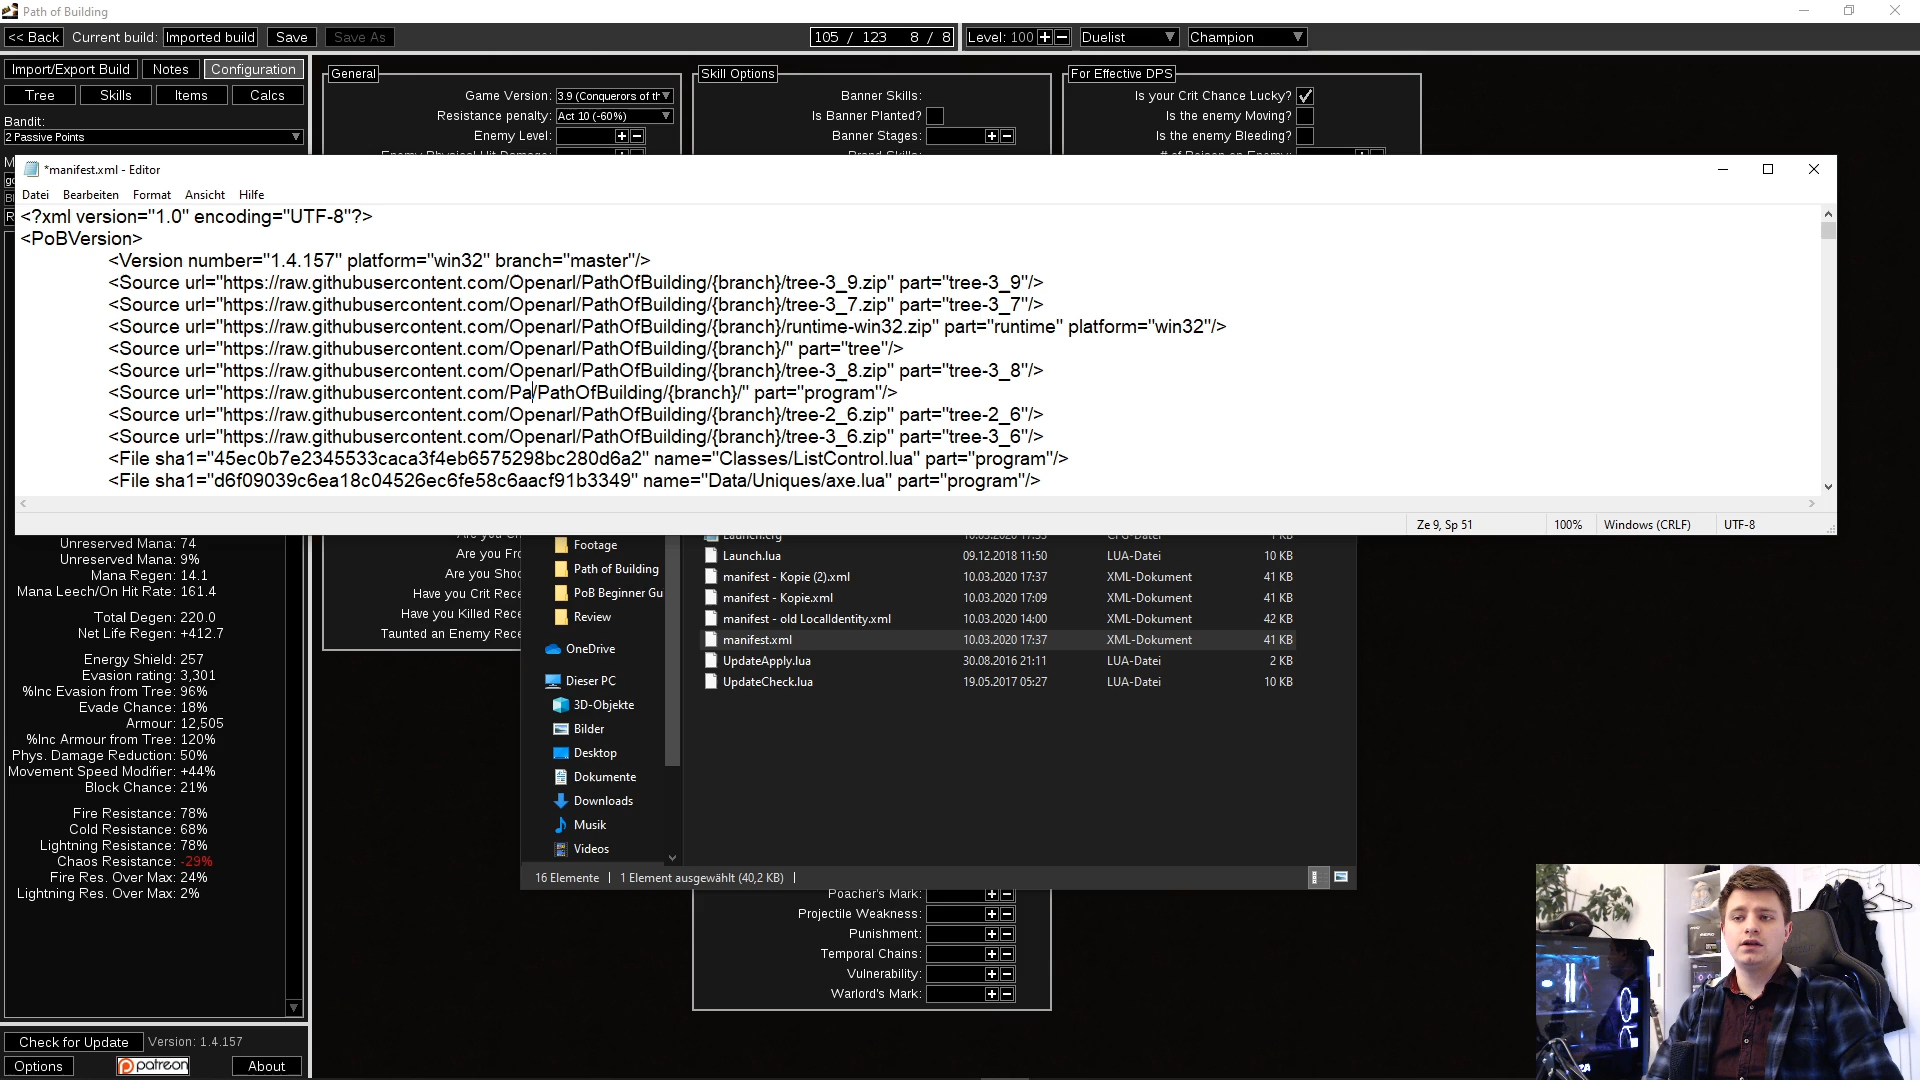 Path of Building
<< Back Current build: Imported build Save Save As 105 / 123 8 / 8 Level: 100 + − Duelist Champion
Import/Export Build Notes Configuration
Tree Skills Items Calcs
Bandit:
2 Passive Points
General
Game Version: 3.9 (Conquerors of th
Resistance penalty: Act 10 (-60%)
Enemy Level: + −
Skill Options
Banner Skills:
Is Banner Planted?
Banner Stages: + −
For Effective DPS
Is your Crit Chance Lucky?
Is the enemy Moving?
Is the enemy Bleeding?
*manifest.xml - Editor
Datei Bearbeiten Format Ansicht Hilfe
<?xml version="1.0" encoding="UTF-8"?>
<PoBVersion>
<Version number="1.4.157" platform="win32" branch="master"/>
<Source url="https://raw.githubusercontent.com/Openarl/PathOfBuilding/{branch}/tree-3_9.zip" part="tree-3_9"/>
<Source url="https://raw.githubusercontent.com/Openarl/PathOfBuilding/{branch}/tree-3_7.zip" part="tree-3_7"/>
<Source url="https://raw.githubusercontent.com/Openarl/PathOfBuilding/{branch}/runtime-win32.zip" part="runtime" platform="win32"/>
<Source url="https://raw.githubusercontent.com/Openarl/PathOfBuilding/{branch}/" part="tree"/>
<Source url="https://raw.githubusercontent.com/Openarl/PathOfBuilding/{branch}/tree-3_8.zip" part="tree-3_8"/>
<Source url="https://raw.githubusercontent.com/Pa/PathOfBuilding/{branch}/" part="program"/>
<Source url="https://raw.githubusercontent.com/Openarl/PathOfBuilding/{branch}/tree-2_6.zip" part="tree-2_6"/>
<Source url="https://raw.githubusercontent.com/Openarl/PathOfBuilding/{branch}/tree-3_6.zip" part="tree-3_6"/>
<File sha1="45ec0b7e2345533caca3f4eb6575298bc280d6a2" name="Classes/ListControl.lua" part="program"/>
<File sha1="d6f09039c6ea18c04526ec6fe58c6aacf91b3349" name="Data/Uniques/axe.lua" part="program"/>
Ze 9, Sp 51 100% Windows (CRLF) UTF-8
Unreserved Mana: 74
Unreserved Mana: 9%
Mana Regen: 14.1
Mana Leech/On Hit Rate: 161.4
Total Degen: 220.0
Net Life Regen: +412.7
Energy Shield: 257
Evasion rating: 3,301
%Inc Evasion from Tree: 96%
Evade Chance: 18%
Armour: 12,505
%Inc Armour from Tree: 120%
Phys. Damage Reduction: 50%
Movement Speed Modifier: +44%
Block Chance: 21%
Fire Resistance: 78%
Cold Resistance: 68%
Lightning Resistance: 78%
Chaos Resistance: -29%
Fire Res. Over Max: 24%
Lightning Res. Over Max: 2%
Check for Update Version: 1.4.157
Options patreon About
Are you Fro
Are you Shoc
Have you Crit Rece
Have you Killed Rece
Taunted an Enemy Rece
Footage
Path of Building
PoB Beginner Gu
Review
OneDrive
Dieser PC
3D-Objekte
Bilder
Desktop
Dokumente
Downloads
Musik
Videos
Launch.cfg 10.03.2020 17:35 CFG-Datei 1 KB
Launch.lua 09.12.2018 11:50 LUA-Datei 10 KB
manifest - Kopie (2).xml 10.03.2020 17:37 XML-Dokument 41 KB
manifest - Kopie.xml 10.03.2020 17:09 XML-Dokument 41 KB
manifest - old LocalIdentity.xml 10.03.2020 14:00 XML-Dokument 42 KB
manifest.xml 10.03.2020 17:37 XML-Dokument 41 KB
UpdateApply.lua 30.08.2016 21:11 LUA-Datei 2 KB
UpdateCheck.lua 19.05.2017 05:27 LUA-Datei 10 KB
16 Elemente 1 Element ausgewählt (40,2 KB)
Poacher's Mark: + −
Projectile Weakness: + −
Punishment: + −
Temporal Chains: + −
Vulnerability: + −
Warlord's Mark: + −